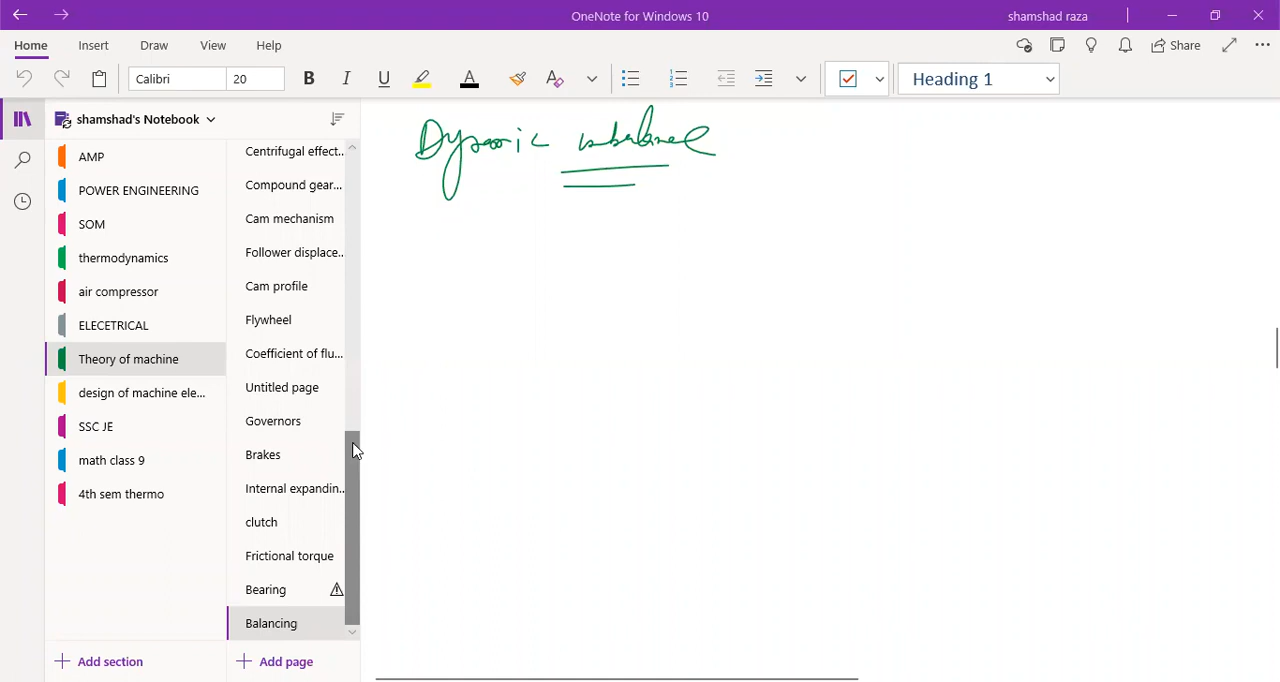 OneNote for Windows 10
shamshad raza
Home
Insert
Draw
View
Help
Share
Calibri
20
B
I
U
A
A
Heading 1
shamshad's Notebook
AMP
POWER ENGINEERING
SOM
thermodynamics
air compressor
ELECETRICAL
Theory of machine
design of machine ele...
SSC JE
math class 9
4th sem thermo
Add section
Centrifugal effect..
Compound gear...
Cam mechanism
Follower displace..
Cam profile
Flywheel
Coefficient of flu...
Untitled page
Governors
Brakes
Internal expandin..
clutch
Frictional torque
Bearing
Balancing
Add page
Dynamic